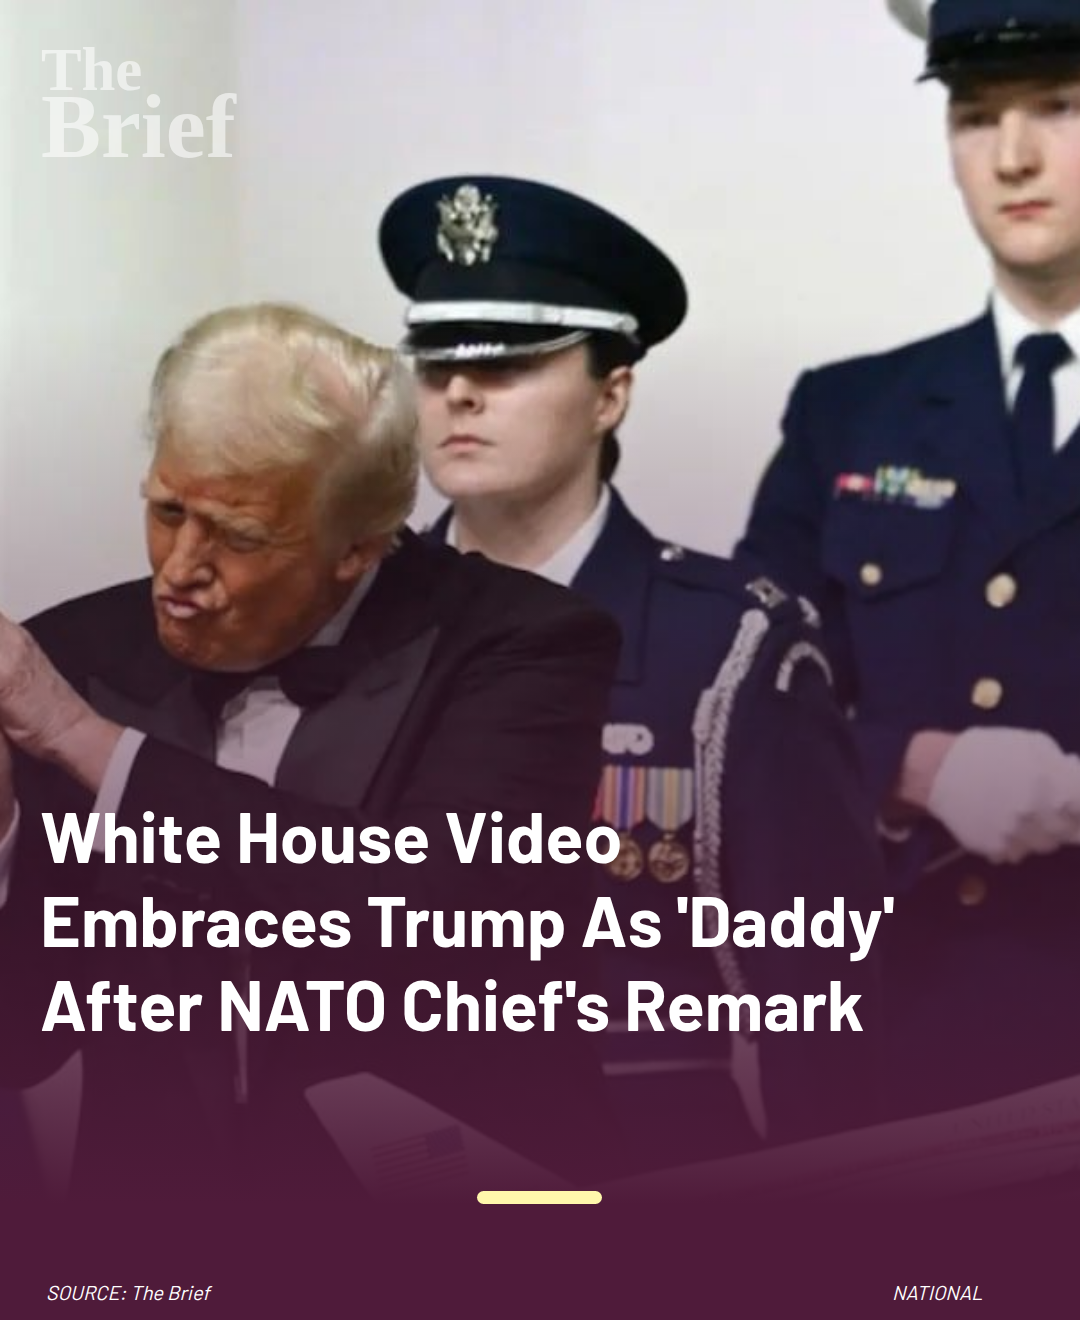 The
Brief
White House Video
Embraces Trump As 'Daddy'
After NATO Chief's Remark
SOURCE: The Brief
NATIONAL